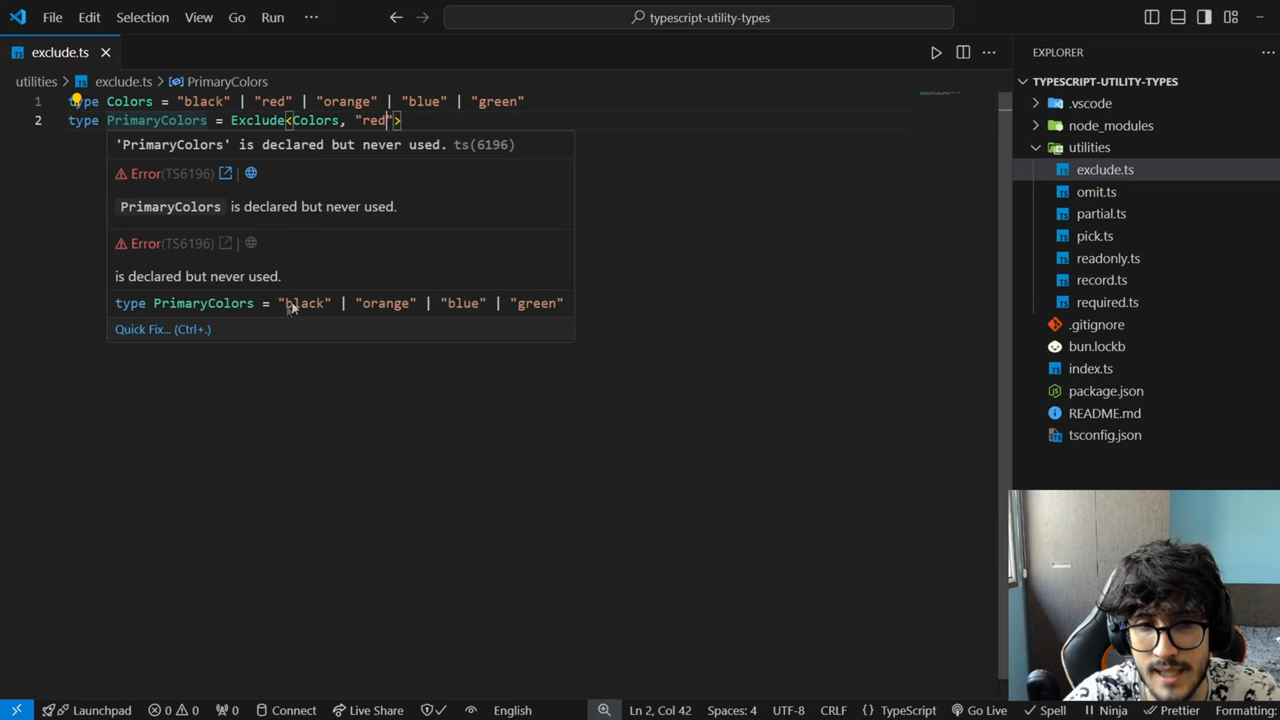 File Edit Selection View Go Run ··· typescript-utility-types
exclude.ts
EXPLORER
utilities > exclude.ts > PrimaryColors
TYPESCRIPT-UTILITY-TYPES
1 type Colors = "black" | "red" | "orange" | "blue" | "green"
2 type PrimaryColors = Exclude<Colors, "red">
'PrimaryColors' is declared but never used. ts(6196)
Error(TS6196) |
PrimaryColors is declared but never used.
Error(TS6196) |
is declared but never used.
type PrimaryColors = "black" | "orange" | "blue" | "green"
Quick Fix... (Ctrl+.)
.vscode
node_modules
utilities
exclude.ts
omit.ts
partial.ts
pick.ts
readonly.ts
record.ts
required.ts
.gitignore
bun.lockb
index.ts
package.json
README.md
tsconfig.json
Launchpad 0 0 0 Connect Live Share English Ln 2, Col 42 Spaces: 4 UTF-8 CRLF { } TypeScript Go Live Spell Ninja Prettier Formatting: